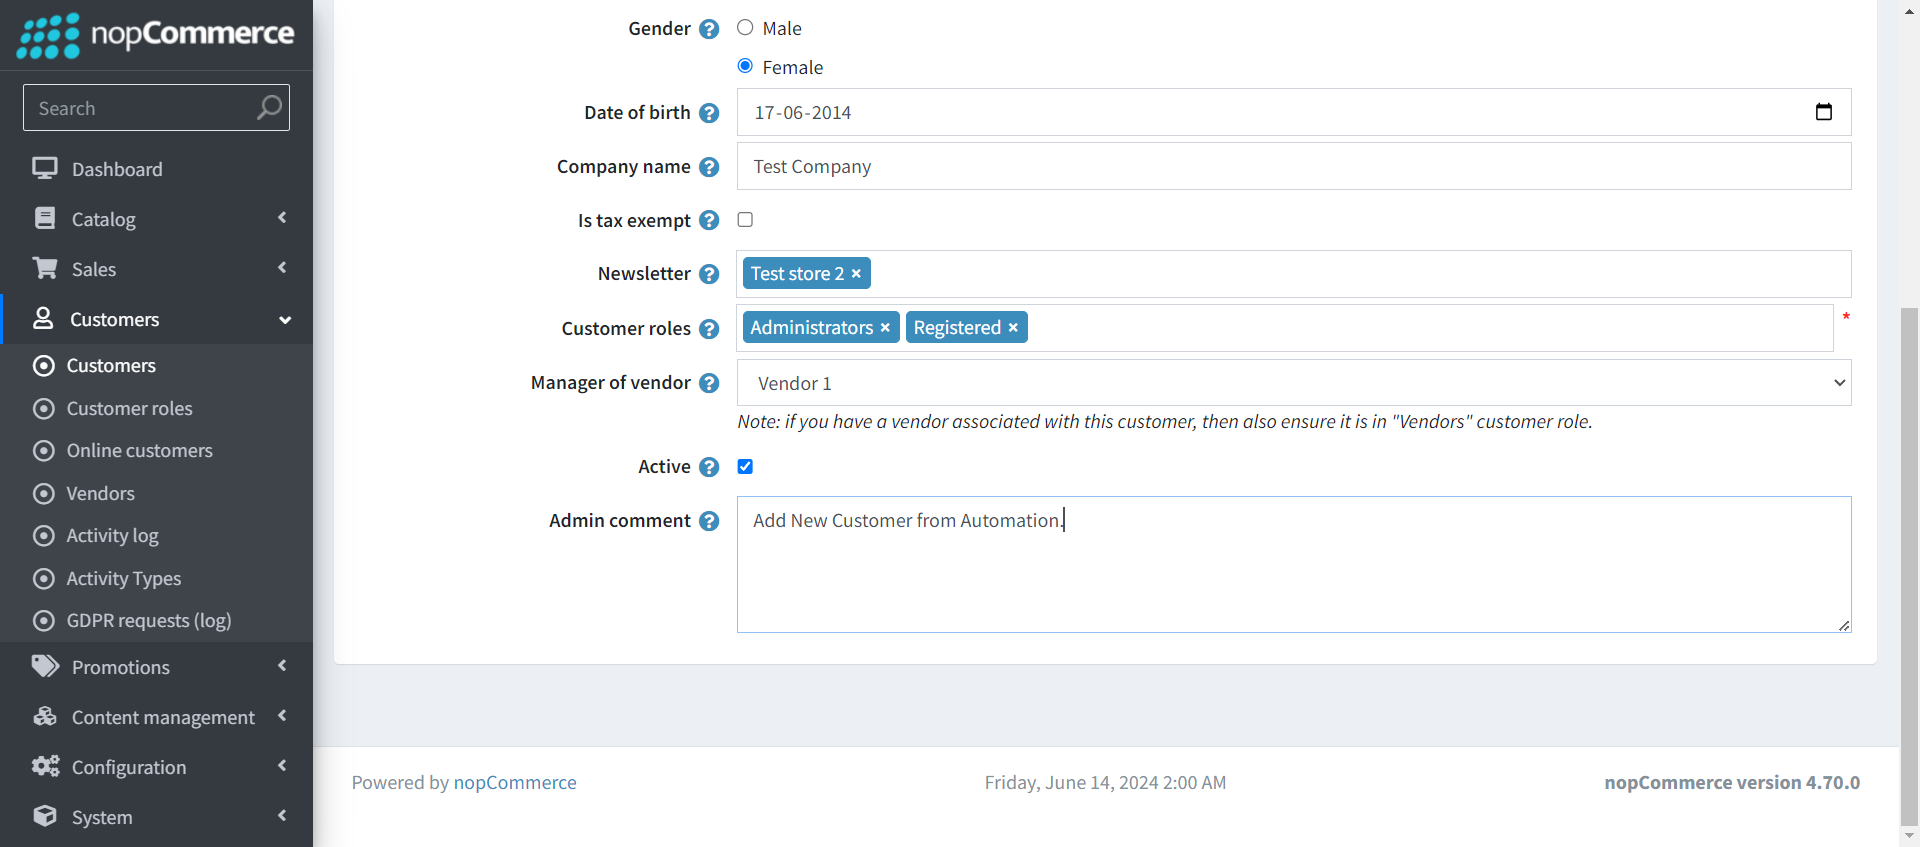 nopCommerce
Search
Dashboard
Catalog
Sales
Customers
Customers
Customer roles
Online customers
Vendors
Activity log
Activity Types
GDPR requests (log)
Promotions
Content management
Configuration
System
Gender ? Male
Female
Date of birth ? 17-06-2014
Company name ? Test Company
Is tax exempt ?
Newsletter ? Test store 2 ×
Customer roles ? Administrators × Registered × *
Manager of vendor ? Vendor 1
Note: if you have a vendor associated with this customer, then also ensure it is in "Vendors" customer role.
Active ?
Admin comment ? Add New Customer from Automation.
Powered by nopCommerce Friday, June 14, 2024 2:00 AM nopCommerce version 4.70.0